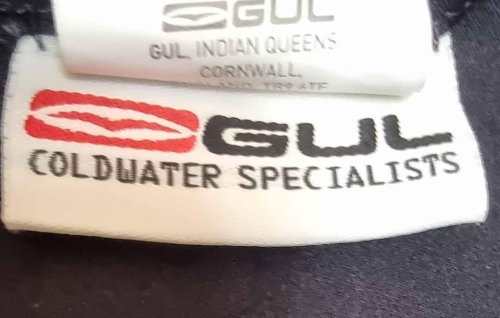 GUL
GUL, INDIAN QUEENS
CORNWALL,
GUL
COLDWATER SPECIALISTS